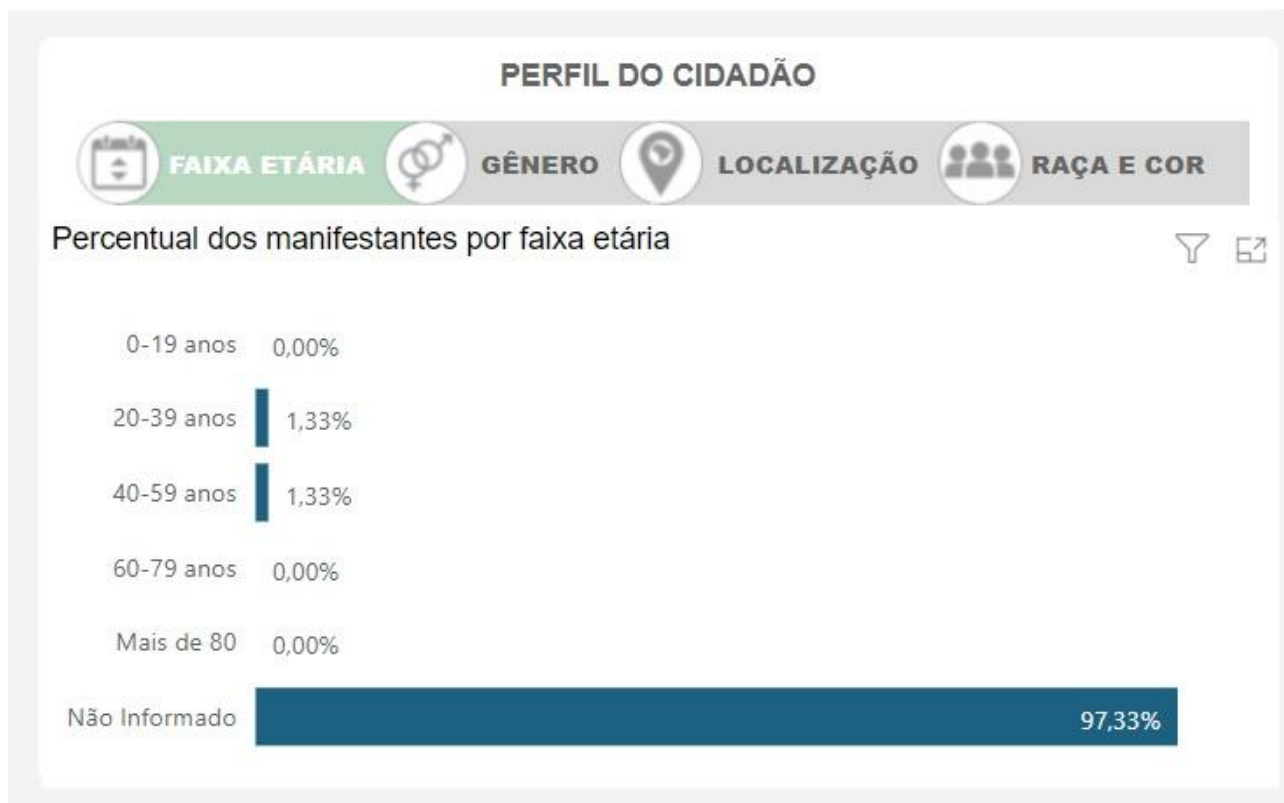 PERFIL DO CIDADÃO
FAIXA ETÁRIA GÊNERO LOCALIZAÇÃO RAÇA E COR
Percentual dos manifestantes por faixa etária
0-19 anos 0,00%
20-39 anos 1,33%
40-59 anos 1,33%
60-79 anos 0,00%
Mais de 80 0,00%
Não Informado 97,33%